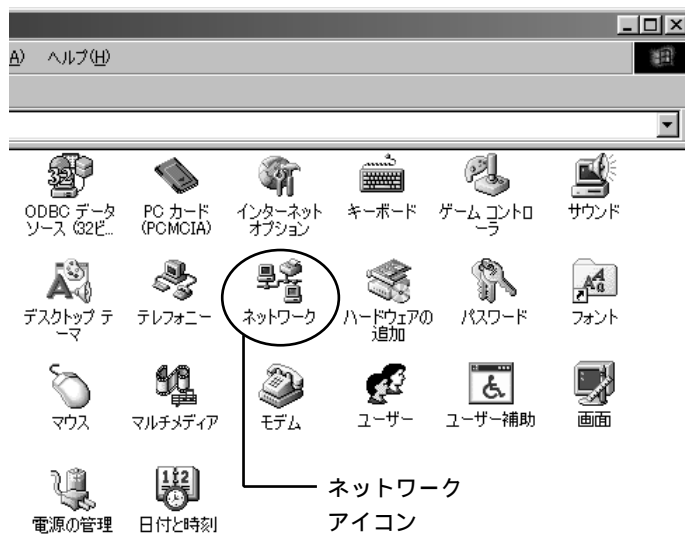 A) ヘルプ(H)
ODBC データ PC カード インターネット キーボード ゲーム コントロ サウンド
ソース (32ビ... (PCMCIA) オプション ーラ
デスクトップ テ テレフォニー ネットワーク ハードウェアの パスワード フォント
ーマ 追加
マウス マルチメディア モデム ユーザー ユーザー補助 画面
電源の管理 日付と時刻
ネットワーク
アイコン